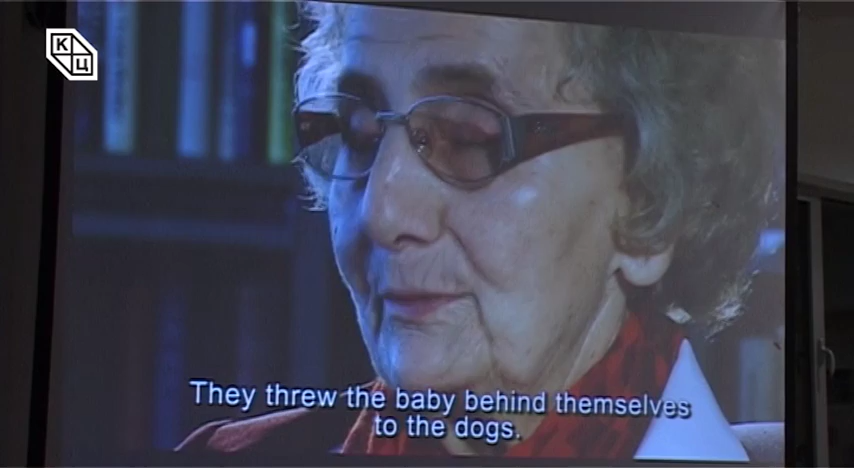 КЦ
They threw the baby behind themselves
to the dogs.